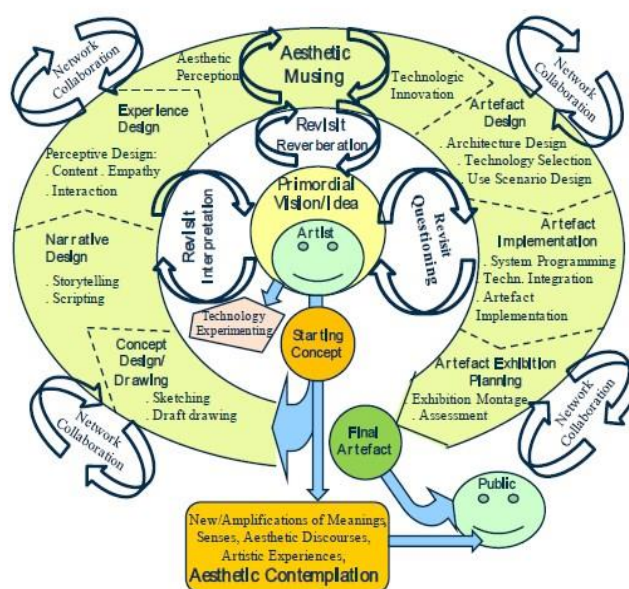 Network
Collaboration
Aesthetic
Perception
Aesthetic
Musing
Technologic
Innovation
Network
Collaboration
Experience
Design
Perceptive Design:
. Content . Empathy
. Interaction
Revisit
Reverberation
Artefact
Design
. Architecture Design
. Technology Selection
. Use Scenario Design
Primordial
Vision/Idea
Artist
Revisit
Interpretation
Revisit
Questioning
Narrative
Design
. Storytelling
. Scripting
Artefact
Implementation
. System Programming
. Techn. Integration
. Artefact
Implementation
Technology
Experimenting
Starting
Concept
Concept
Design/
Drawing
. Sketching
. Draft drawing
Artefact Exhibition
Planning
Exhibition Montage
. Assessment
Network
Collaboration
Network
Collaboration
Final
Artefact
Public
New/Amplifications of Meanings,
Senses, Aesthetic Discourses,
Artistic Experiences,
Aesthetic Contemplation